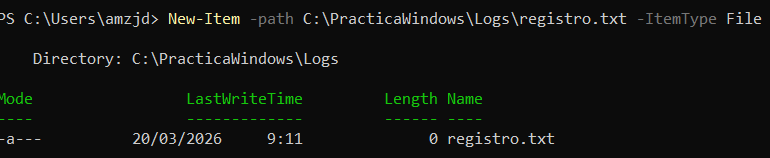 PS C:\Users\amzjd> New-Item -path C:\PracticaWindows\Logs\registro.txt -ItemType File
Directory: C:\PracticaWindows\Logs
Mode LastWriteTime Length Name
---- ------------- ------ ----
-a--- 20/03/2026 9:11 0 registro.txt